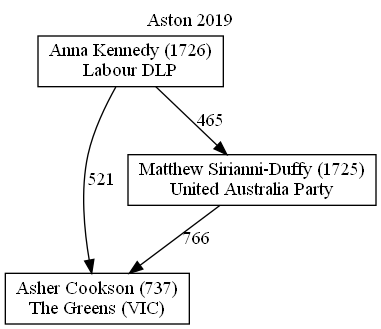 Aston 2019
Anna Kennedy (1726)
Labour DLP
465
521
Matthew Sirianni-Duffy (1725)
United Australia Party
766
Asher Cookson (737)
The Greens (VIC)